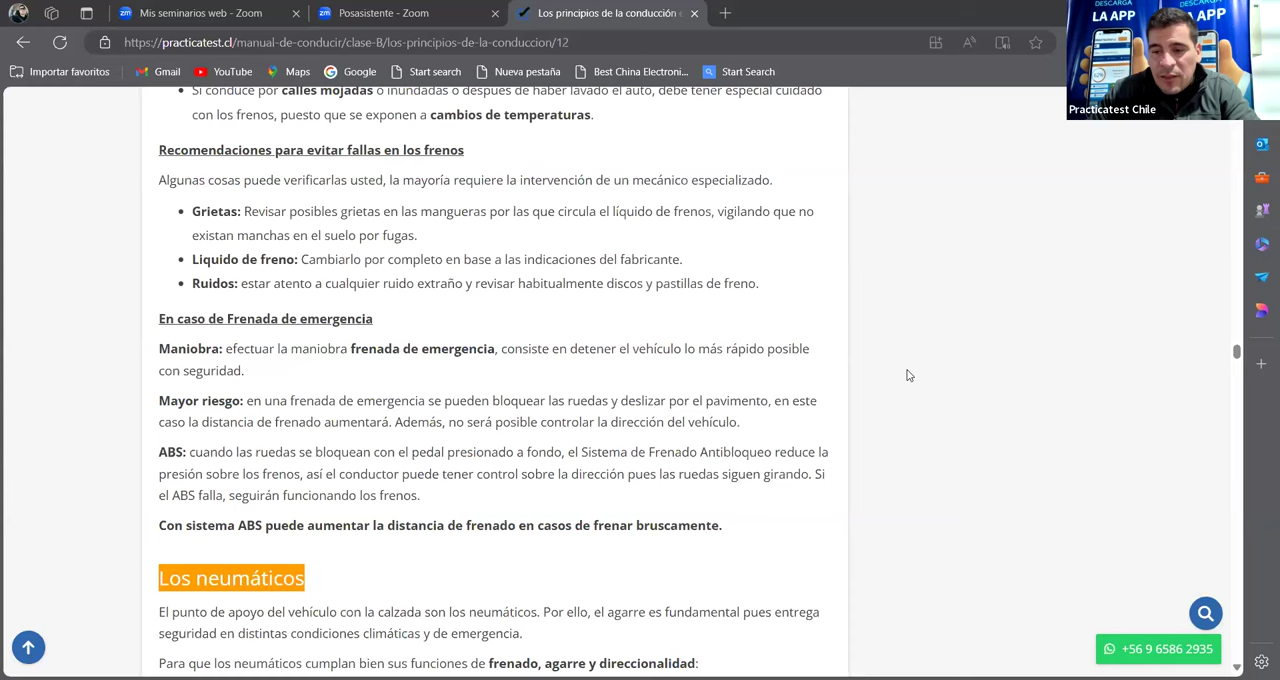 Mis seminarios web - Zoom
Posasistente - Zoom
Los principios de la conducción
https://practicatest.cl/manual-de-conducir/clase-B/los-principios-de-la-conduccion/12
Importar favoritos
Gmail
YouTube
Maps
Google
Start search
Nueva pestaña
Best China Electroni...
Start Search
DESCARGA
LA APP
DESCARGA
LA APP
Practicatest Chile
Si conduce por calles mojadas o inundadas o después de haber lavado el auto, debe tener especial cuidado
con los frenos, puesto que se exponen a cambios de temperaturas.
Recomendaciones para evitar fallas en los frenos
Algunas cosas puede verificarlas usted, la mayoría requiere la intervención de un mecánico especializado.
Grietas: Revisar posibles grietas en las mangueras por las que circula el líquido de frenos, vigilando que no
existan manchas en el suelo por fugas.
Liquido de freno: Cambiarlo por completo en base a las indicaciones del fabricante.
Ruidos: estar atento a cualquier ruido extraño y revisar habitualmente discos y pastillas de freno.
En caso de Frenada de emergencia
Maniobra: efectuar la maniobra frenada de emergencia, consiste en detener el vehículo lo más rápido posible
con seguridad.
Mayor riesgo: en una frenada de emergencia se pueden bloquear las ruedas y deslizar por el pavimento, en este
caso la distancia de frenado aumentará. Además, no será posible controlar la dirección del vehículo.
ABS: cuando las ruedas se bloquean con el pedal presionado a fondo, el Sistema de Frenado Antibloqueo reduce la
presión sobre los frenos, así el conductor puede tener control sobre la dirección pues las ruedas siguen girando. Si
el ABS falla, seguirán funcionando los frenos.
Con sistema ABS puede aumentar la distancia de frenado en casos de frenar bruscamente.
Los neumáticos
El punto de apoyo del vehículo con la calzada son los neumáticos. Por ello, el agarre es fundamental pues entrega
seguridad en distintas condiciones climáticas y de emergencia.
Para que los neumáticos cumplan bien sus funciones de frenado, agarre y direccionalidad:
+56 9 6586 2935